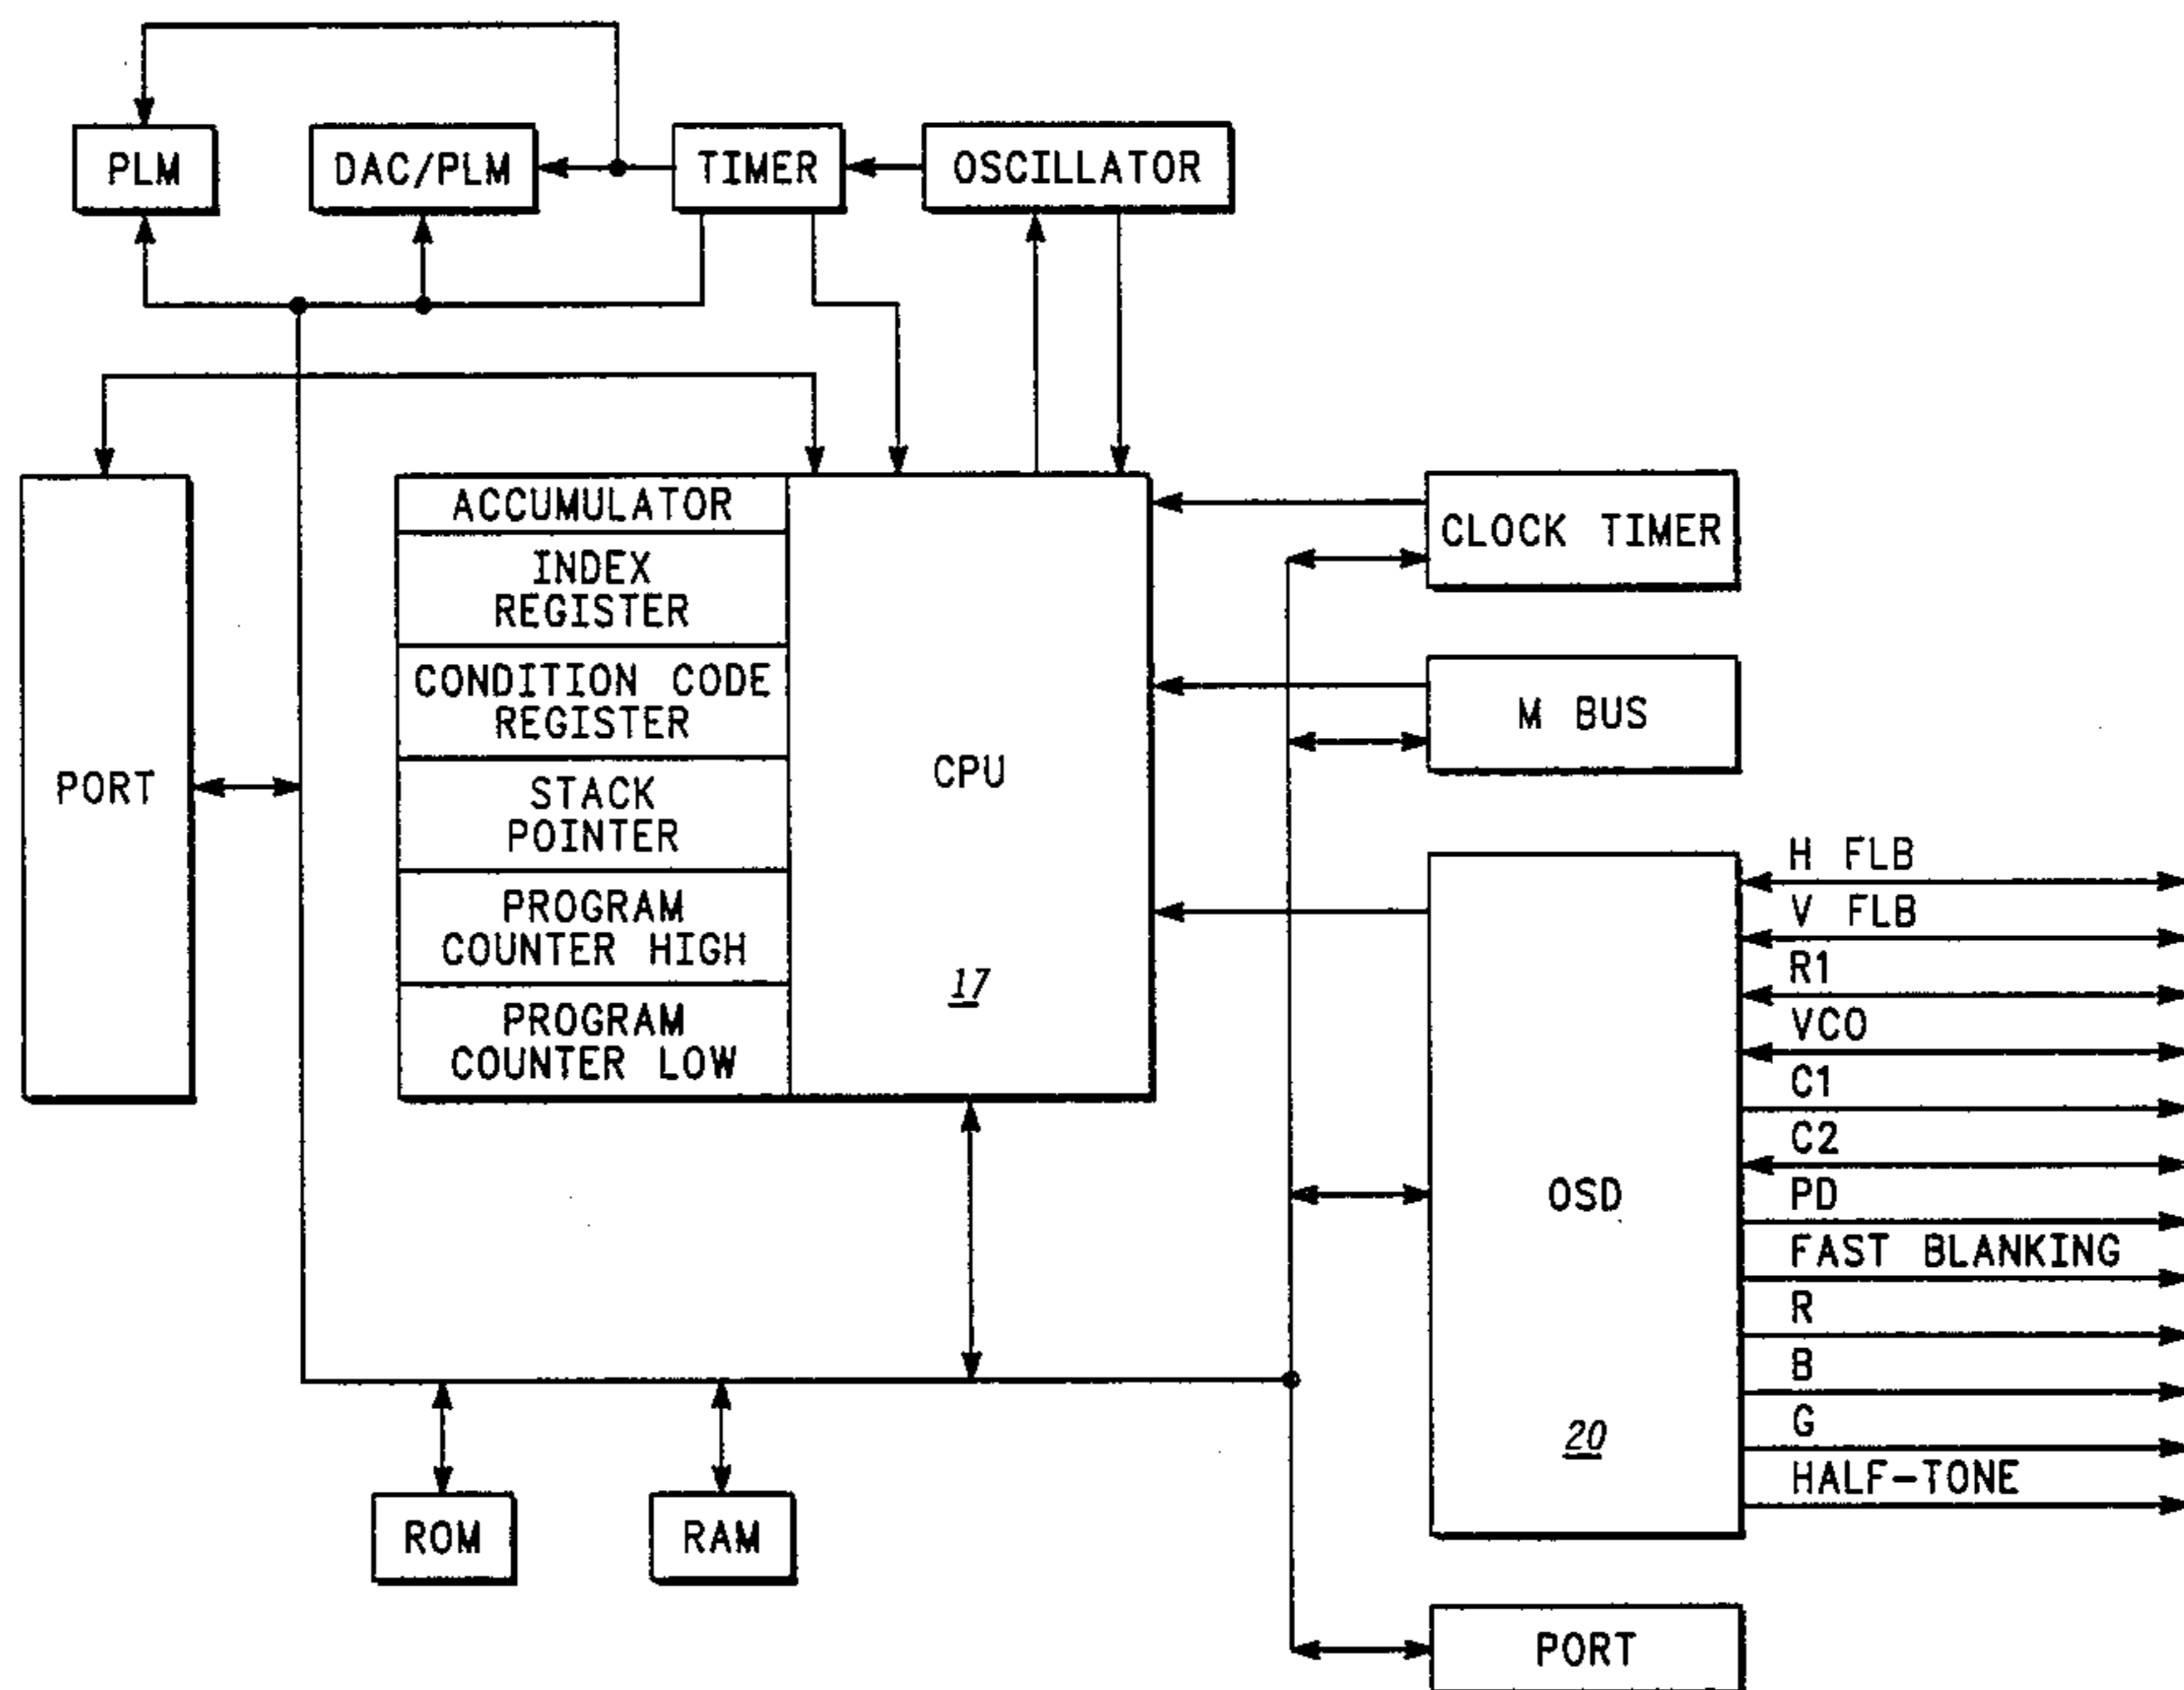 PLM
DAC/PLM
TIMER
OSCILLATOR
PORT
ACCUMULATOR
INDEX
REGISTER
CONDITION CODE
REGISTER
STACK
POINTER
PROGRAM
COUNTER HIGH
PROGRAM
COUNTER LOW
CPU
17
CLOCK TIMER
M BUS
OSD
20
H FLB
V FLB
R1
VCO
C1
C2
PD
FAST BLANKING
R
B
G
HALF-TONE
ROM
RAM
PORT